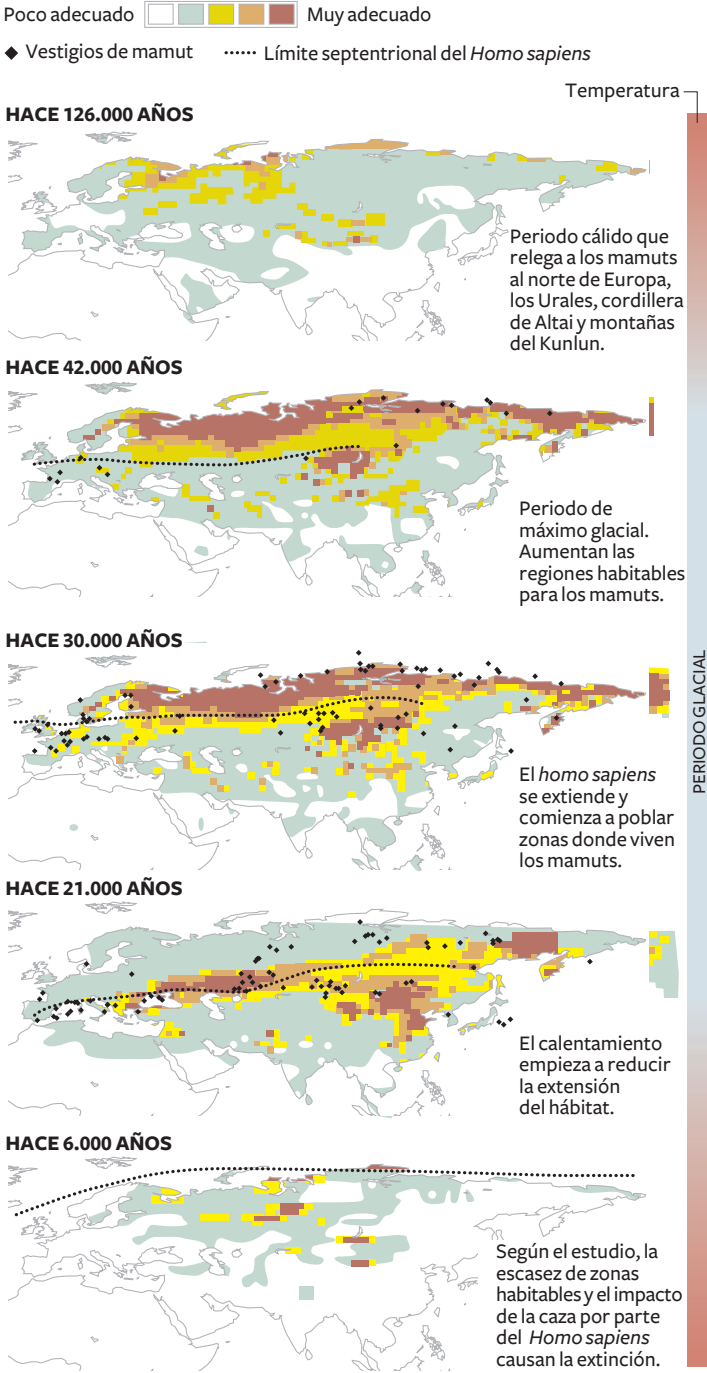 Poco adecuado Muy adecuado
Vestigios de mamut Límite septentrional del Homo sapiens
Temperatura
HACE 126.000 AÑOS
Periodo cálido que
relega a los mamuts
al norte de Europa,
los Urales, cordillera
de Altai y montañas
del Kunlun.
HACE 42.000 AÑOS
Periodo de
máximo glacial.
Aumentan las
regiones habitables
para los mamuts.
HACE 30.000 AÑOS
PERIODO GLACIAL
El homo sapiens
se extiende y
comienza a poblar
zonas donde viven
los mamuts.
HACE 21.000 AÑOS
El calentamiento
empieza a reducir
la extensión
del hábitat.
HACE 6.000 AÑOS
Según el estudio, la
escasez de zonas
habitables y el impacto
de la caza por parte
del Homo sapiens
causan la extinción.